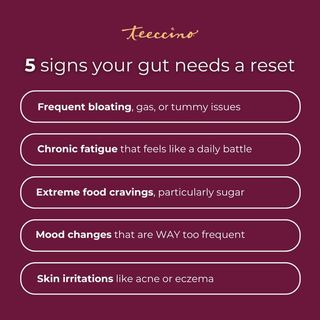 teeccino
5 signs your gut needs a reset
Frequent bloating, gas, or tummy issues
Chronic fatigue that feels like a daily battle
Extreme food cravings, particularly sugar
Mood changes that are WAY too frequent
Skin irritations like acne or eczema